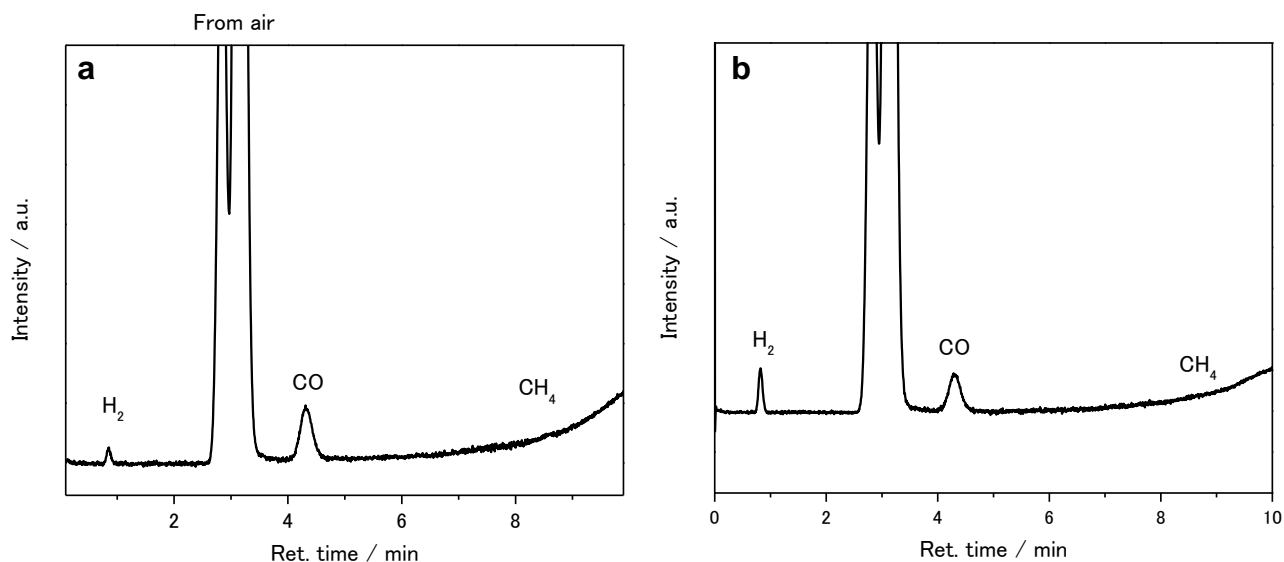 From air
a
H₂
CO
CH₄
Intensity / a.u.
2 4 6 8
Ret. time / min
b
H₂
CO
CH₄
Intensity / a.u.
0 2 4 6 8 10
Ret. time / min